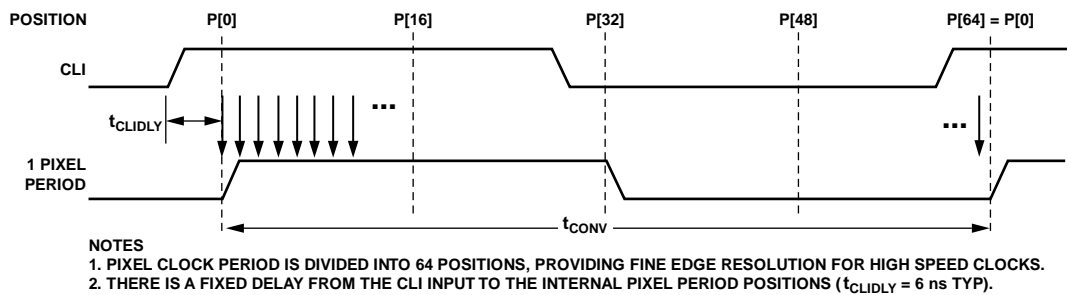 POSITION P[0] P[16] P[32] P[48] P[64] = P[0]
CLI
tCLIDLY
... ...
1 PIXEL
PERIOD
tCONV
NOTES
1. PIXEL CLOCK PERIOD IS DIVIDED INTO 64 POSITIONS, PROVIDING FINE EDGE RESOLUTION FOR HIGH SPEED CLOCKS.
2. THERE IS A FIXED DELAY FROM THE CLI INPUT TO THE INTERNAL PIXEL PERIOD POSITIONS (tCLIDLY = 6 ns TYP).